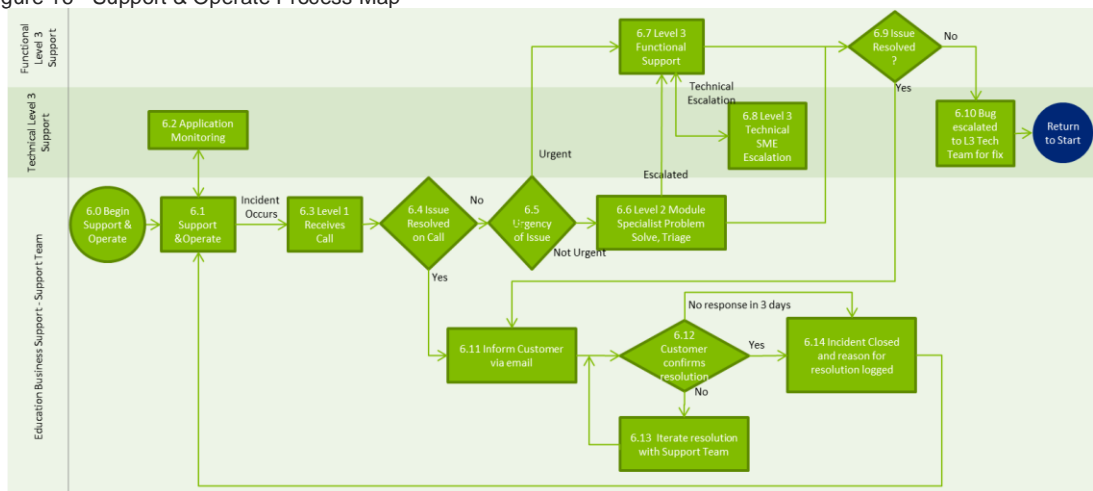 Figure 16 - Support & Operate Process Map
Functional
Level 3
Support
6.7 Level 3
Functional
Support
6.9 Issue
Resolved
?
No
Yes
Technical Level 3
Support
6.2 Application
Monitoring
Technical
Escalation
6.8 Level 3
Technical
SME
Escalation
6.10 Bug
escalated
to L3 Tech
Team for fix
Return
to Start
Urgent
Escalated
Education Business Support - Support Team
6.0 Begin
Support &
Operate
6.1
Support
&Operate
Incident
Occurs
6.3 Level 1
Receives
Call
6.4 Issue
Resolved
on Call
No
Yes
6.5
Urgency
of Issue
Not Urgent
6.6 Level 2 Module
Specialist Problem
Solve, Triage
6.11 Inform Customer
via email
No response in 3 days
6.12
Customer
confirms
resolution
Yes
No
6.14 Incident Closed
and reason for
resolution logged
6.13 Iterate resolution
with Support Team